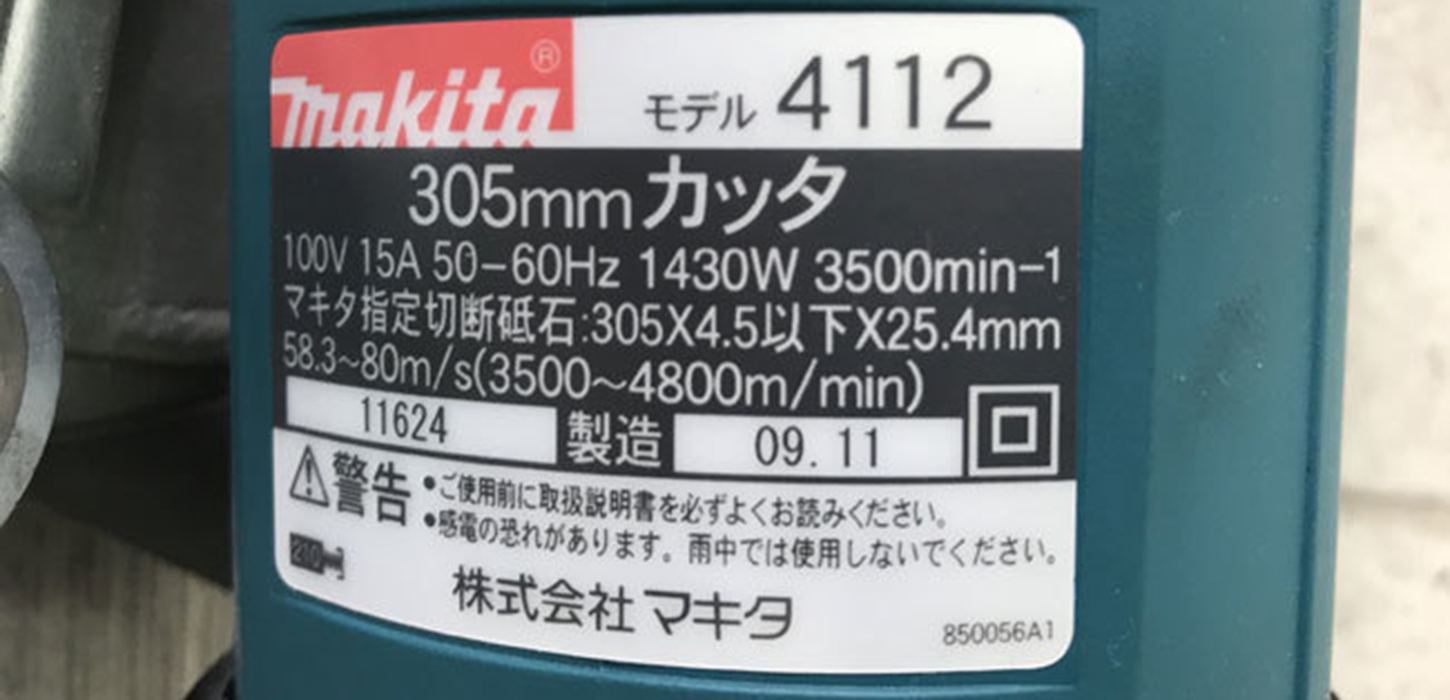 makita® モデル 4112
305mm カッタ
100V 15A 50-60Hz 1430W 3500min-1
マキタ指定切断砥石:305X4.5以下X25.4mm
58.3~80m/s(3500~4800m/min)
11624 製造 09.11
警告 •ご使用前に取扱説明書を必ずよくお読みください。
•感電の恐れがあります。雨中では使用しないでください。
210
株式会社 マキタ
850056A1